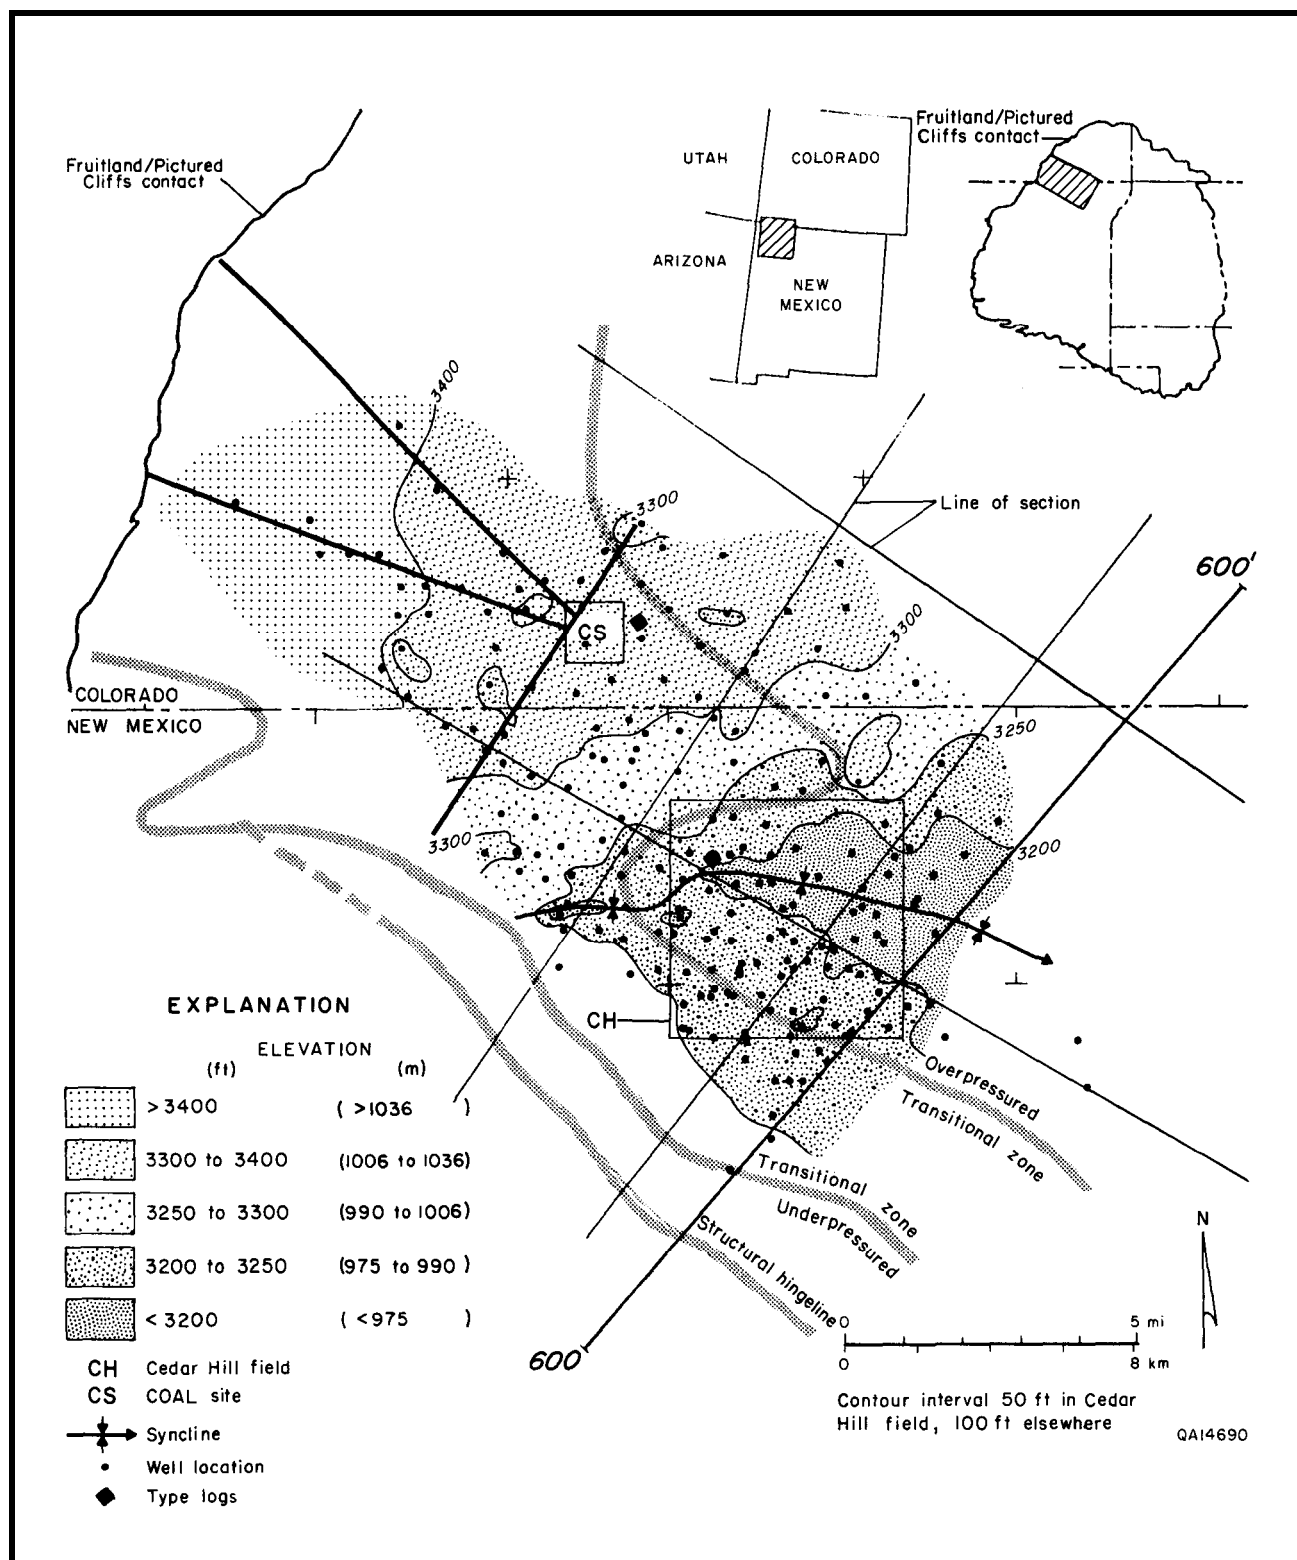 Fruitland/Pictured
Cliffs contact
UTAH
COLORADO
ARIZONA
NEW
MEXICO
Fruitland/Pictured
Cliffs contact
3400
3300
Line of section
600'
3300
CS
COLORADO
NEW MEXICO
3250
3300
3200
CH
Overpressured
Transitional zone
Transitional zone
Underpressured
Structural hingeline
600
EXPLANATION
ELEVATION
(ft) (m)
>3400 ( >1036 )
3300 to 3400 (1006 to 1036)
3250 to 3300 (990 to 1006)
3200 to 3250 (975 to 990 )
< 3200 ( <975 )
CH Cedar Hill field
CS COAL site
Syncline
Well location
Type logs
N
0 5 mi
0 8 km
Contour interval 50 ft in Cedar
Hill field, 100 ft elsewhere
QA14690